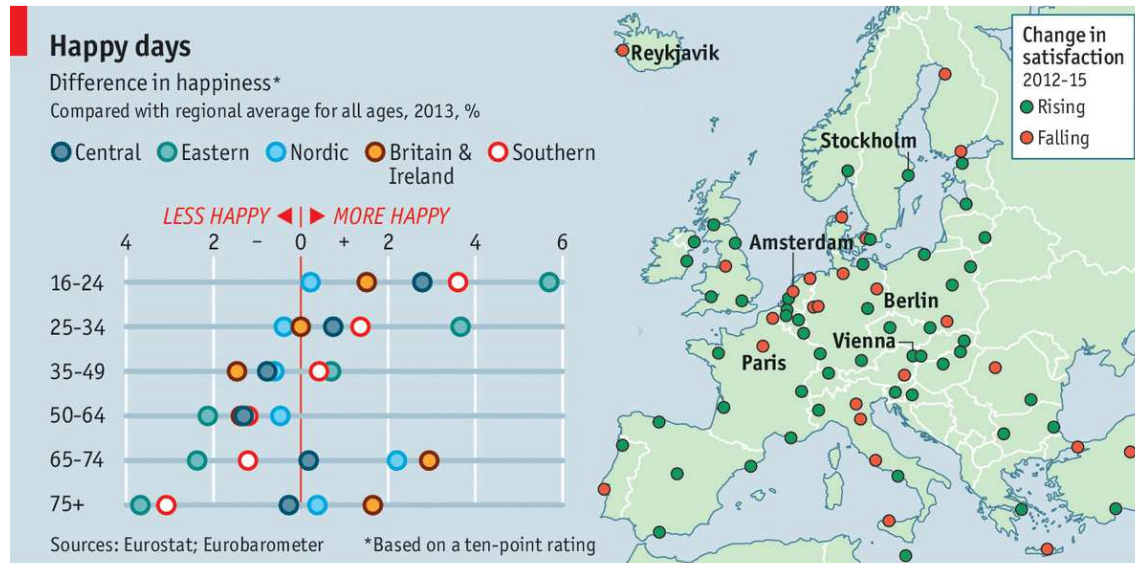 Happy days
Difference in happiness*
Compared with regional average for all ages, 2013, %
Central
Eastern
Nordic
Britain &
Ireland
Southern
LESS HAPPY ◀ | ▶ MORE HAPPY
4 2 – 0 + 2 4 6
16-24
25-34
35-49
50-64
65-74
75+
Sources: Eurostat; Eurobarometer
*Based on a ten-point rating
Reykjavik
Stockholm
Amsterdam
Berlin
Vienna
Paris
Change in
satisfaction
2012-15
Rising
Falling